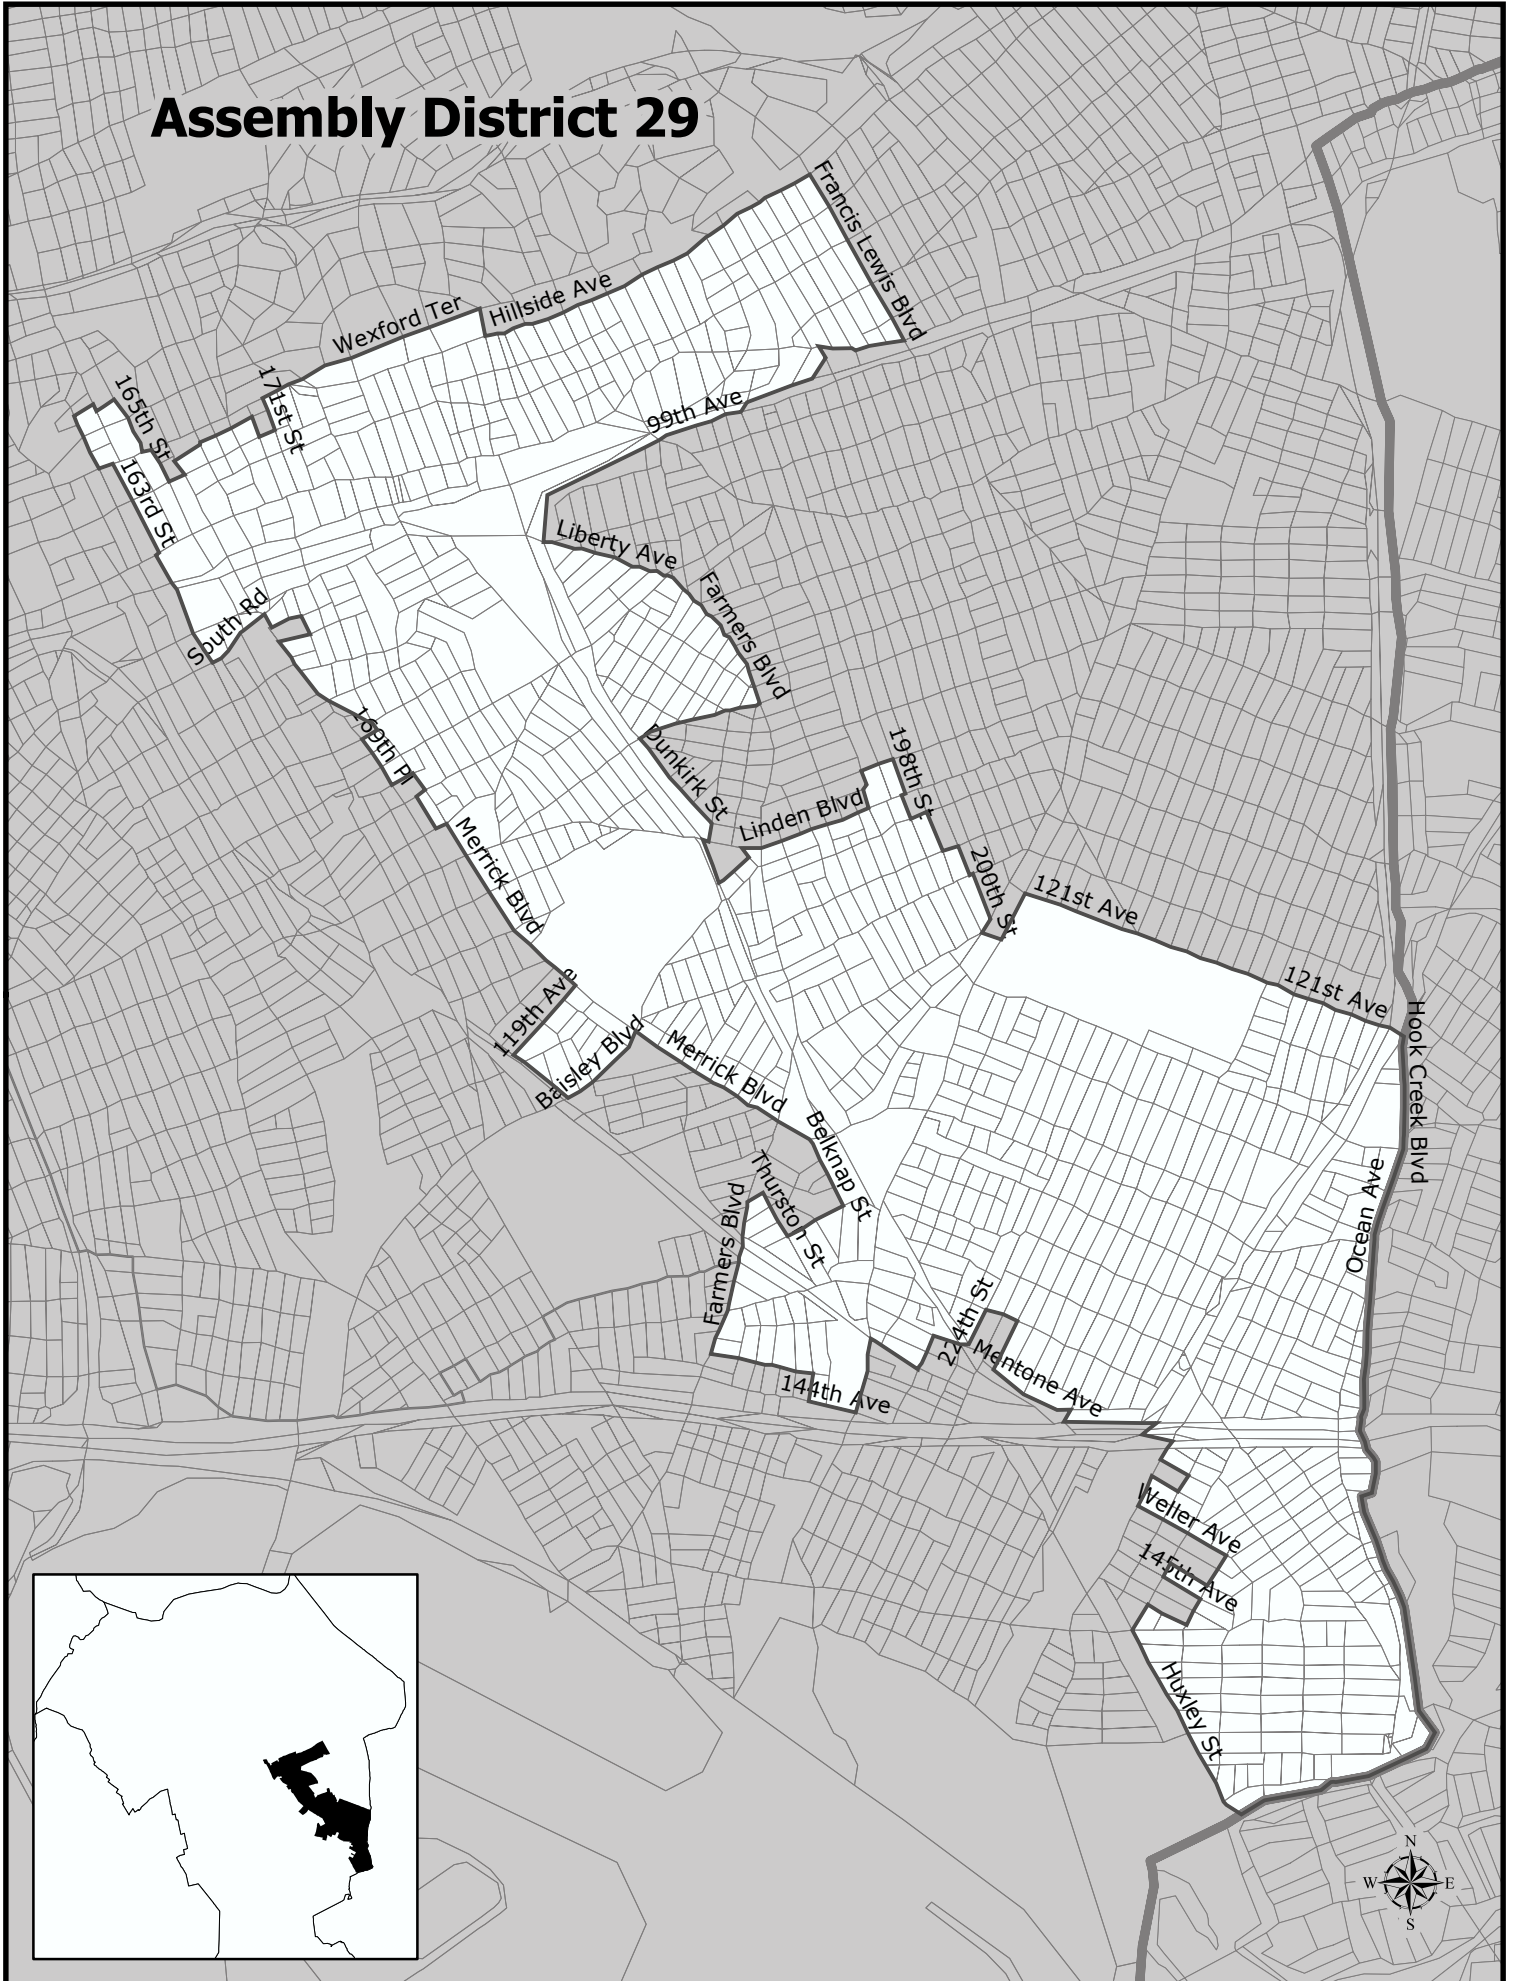 Assembly District 29
Francis Lewis Blvd
Hillside Ave
Wexford Ter
171st St
165th St
99th Ave
163rd St
Liberty Ave
Farmers Blvd
South Rd
169th Pl
Dunkirk St
198th St
Linden Blvd
Merrick Blvd
200th St
121st Ave
121st Ave
119th Ave
Baisley Blvd
Merrick Blvd
Hook Creek Blvd
Belknap St
Thurston St
Farmers Blvd
Ocean Ave
224th St
Mentone Ave
144th Ave
Weller Ave
145th Ave
Huxley St
N
W
E
S